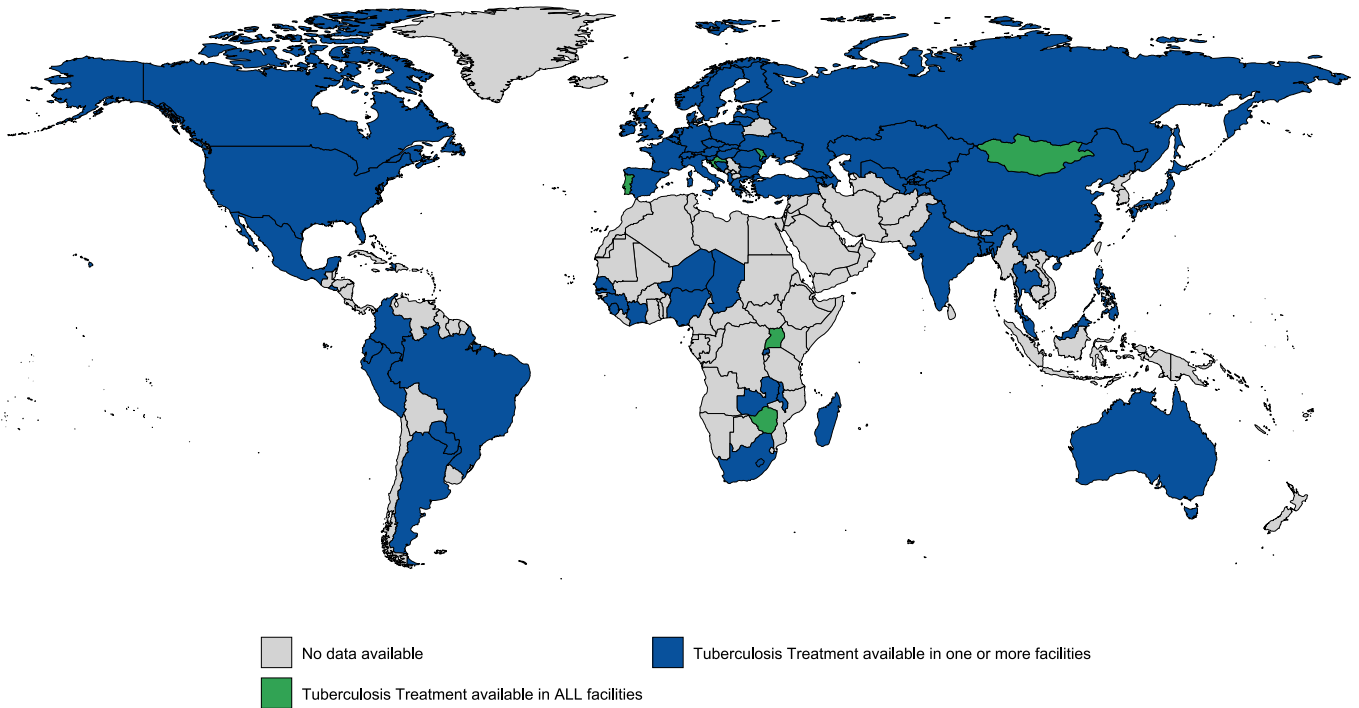 No data available
Tuberculosis Treatment available in one or more facilities
Tuberculosis Treatment available in ALL facilities